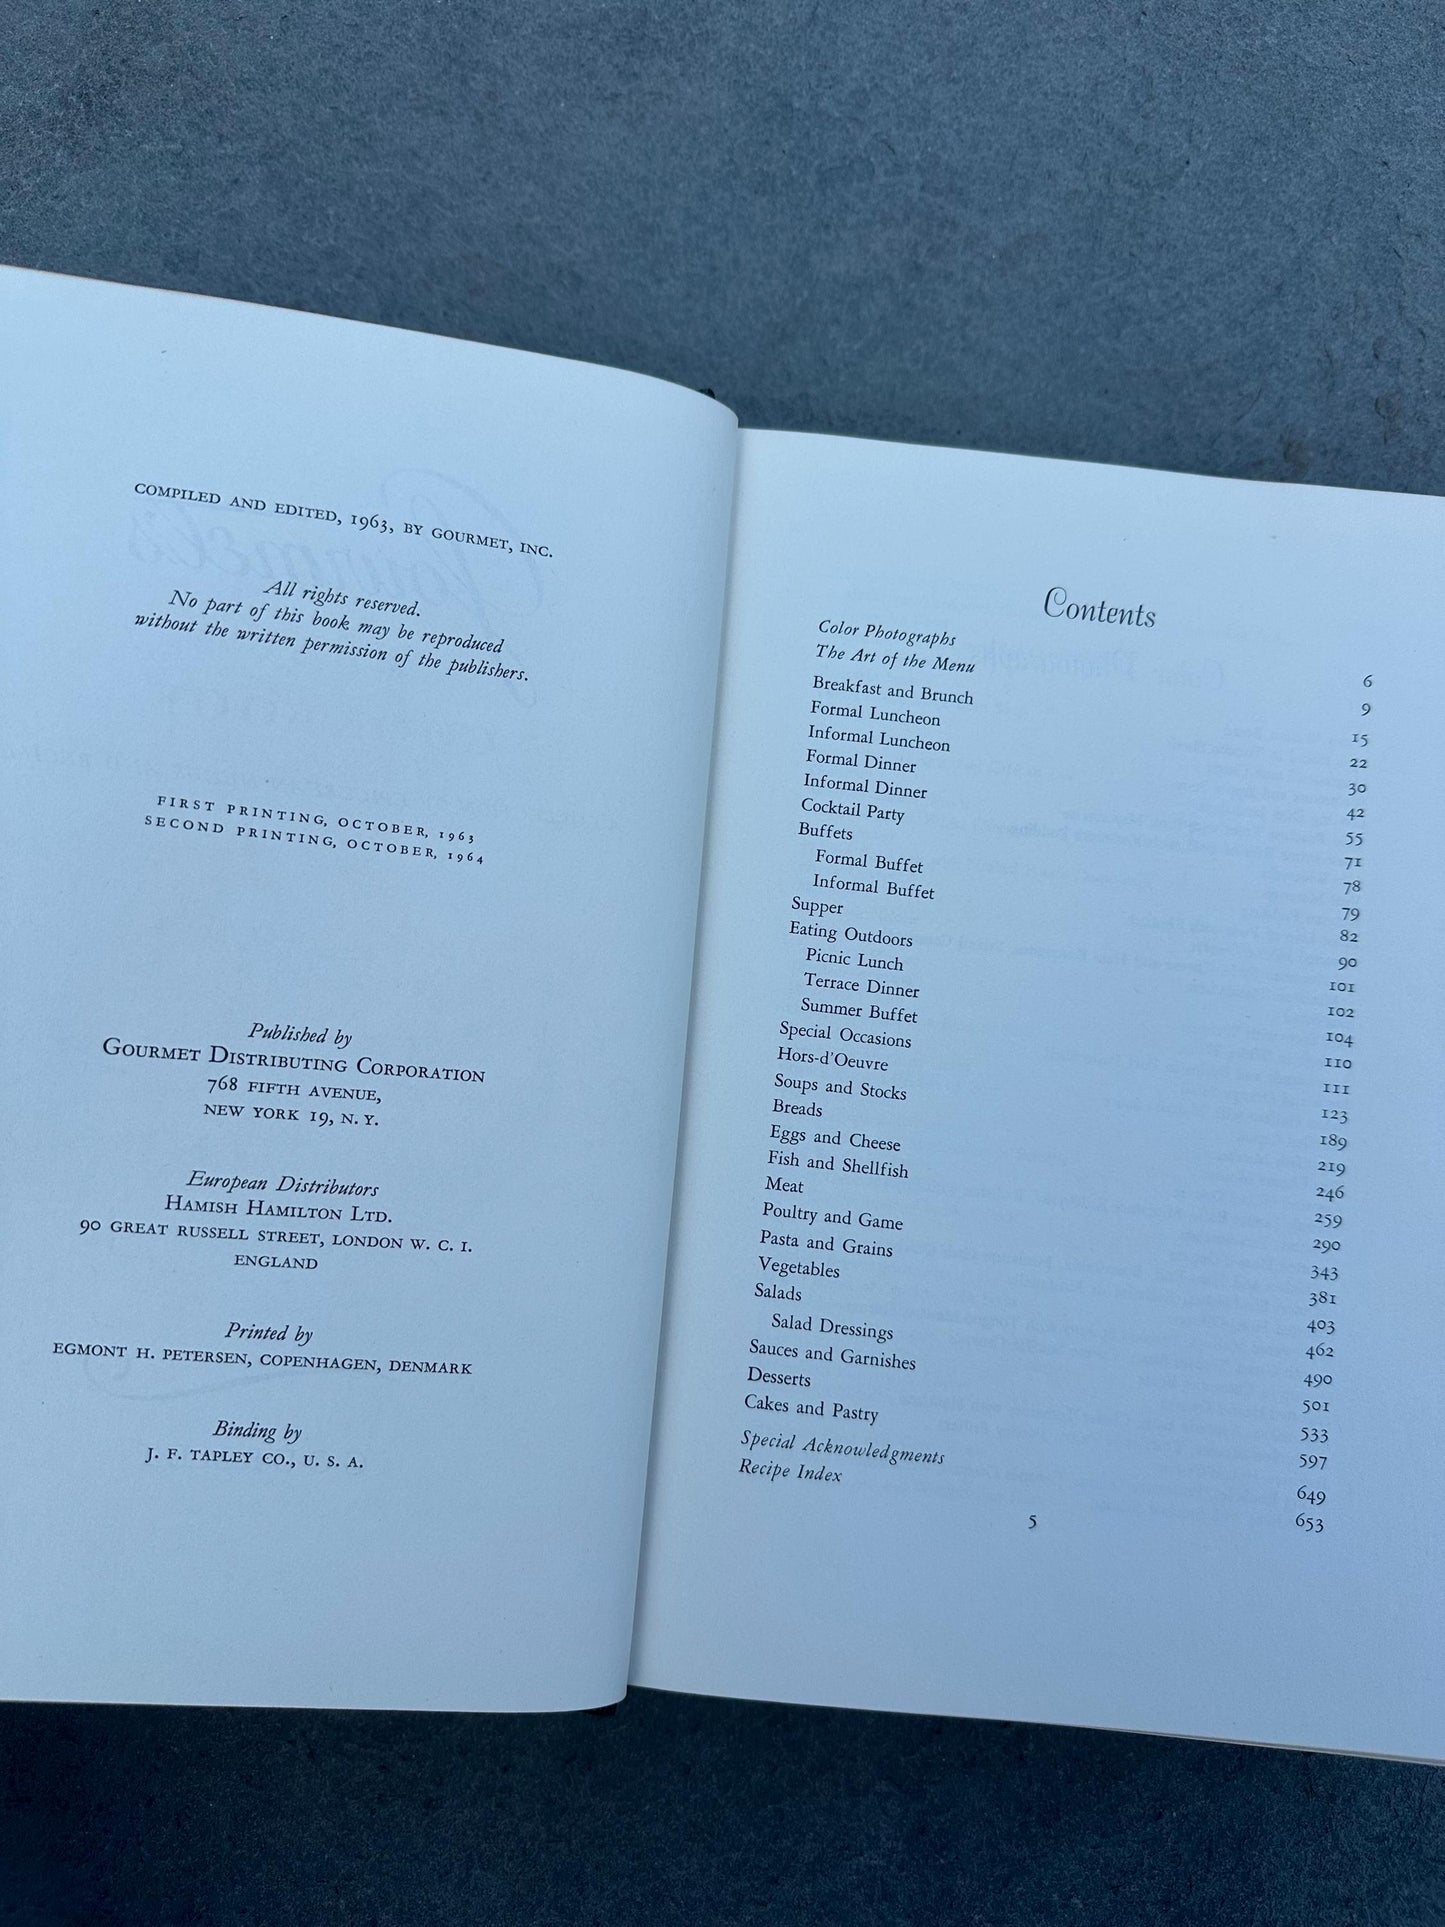 COMPILED AND EDITED, 1963, BY GOURMET, INC.
All rights reserved.
No part of this book may be reproduced
without the written permission of the publishers.
FIRST PRINTING, OCTOBER, 1963
SECOND PRINTING, OCTOBER, 1964
Published by
GOURMET DISTRIBUTING CORPORATION
768 FIFTH AVENUE,
NEW YORK 19, N. Y.
European Distributors
HAMISH HAMILTON LTD.
90 GREAT RUSSELL STREET, LONDON W. C. I.
ENGLAND
Printed by
EGMONT H. PETERSEN, COPENHAGEN, DENMARK
Binding by
J. F. TAPLEY CO., U. S. A.
Contents
Color Photographs 6
The Art of the Menu 9
Breakfast and Brunch 15
Formal Luncheon 22
Informal Luncheon 30
Formal Dinner 42
Informal Dinner 55
Cocktail Party 71
Buffets 78
Formal Buffet 79
Informal Buffet 82
Supper 90
Eating Outdoors 101
Picnic Lunch 102
Terrace Dinner 104
Summer Buffet 110
Special Occasions 111
Hors-d'Oeuvre 123
Soups and Stocks 189
Breads 219
Eggs and Cheese 246
Fish and Shellfish 259
Meat 290
Poultry and Game 343
Pasta and Grains 381
Vegetables 403
Salads 462
Salad Dressings 490
Sauces and Garnishes 501
Desserts 533
Cakes and Pastry 597
Special Acknowledgments 649
Recipe Index 653
5